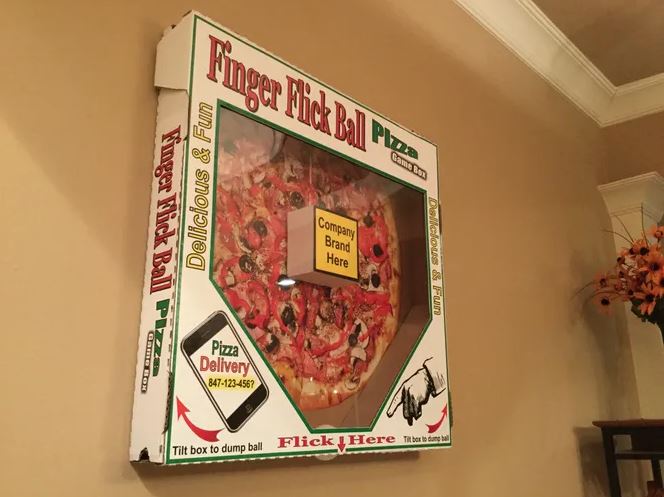 Finger Flick Ball Pizza
Game Box
Delicious & Fun
Finger Flick Ball Pizza
Game Box
Company
Brand
Here
Delicious & Fun
Pizza
Delivery
847-123-456?
Tilt box to dump ball
Flick Here
Tilt box to dump ball